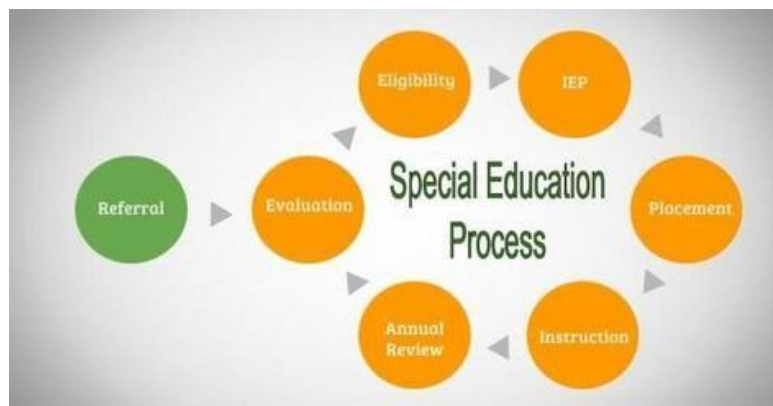 Special Education
Process
Referral
Evaluation
Eligibility
IEP
Placement
Instruction
Annual
Review